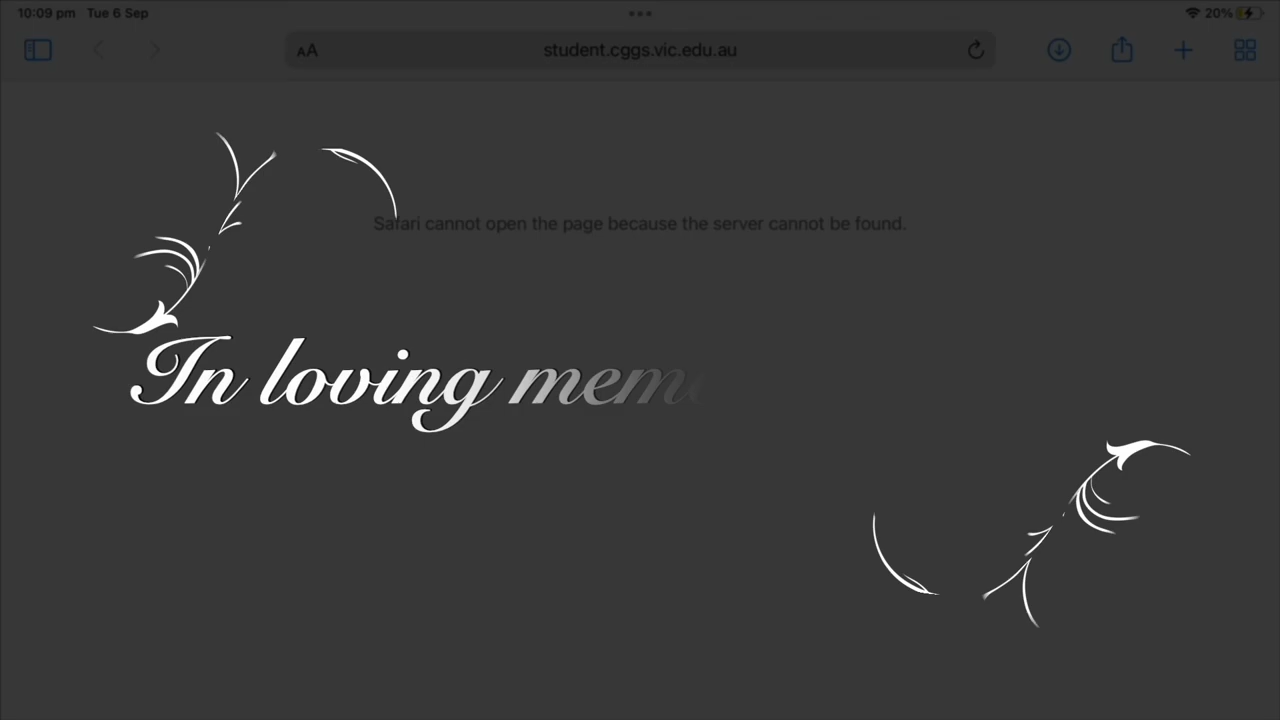 10:09 pm Tue 6 Sep
20%
AA student.cggs.vic.edu.au
Safari cannot open the page because the server cannot be found.
In loving mem